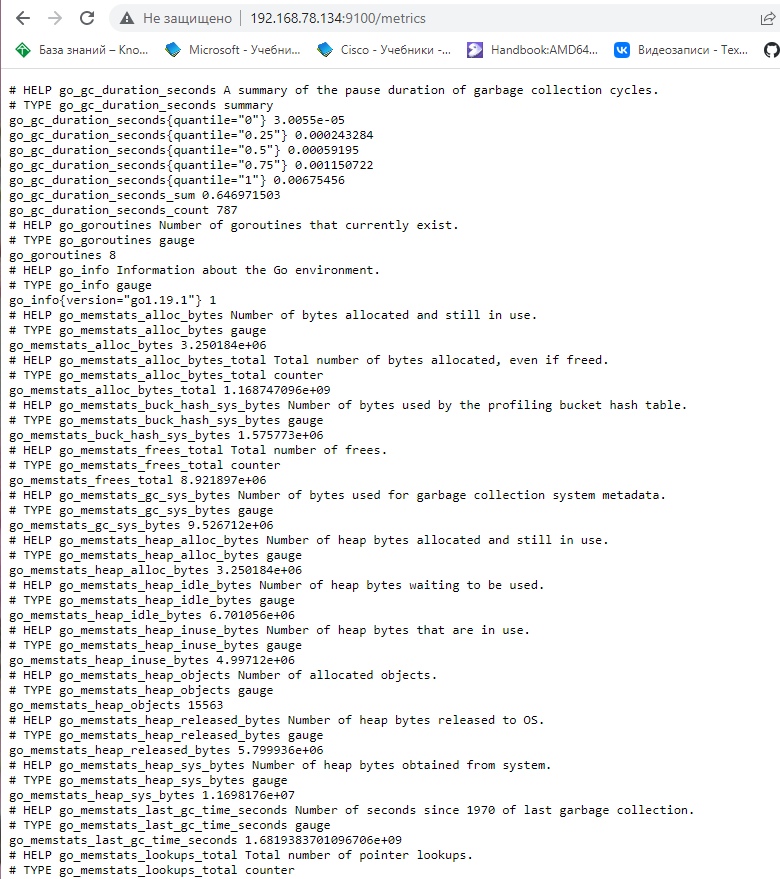 Не защищено 192.168.78.134:9100/metrics
База знаний – Kno... Microsoft - Учебни... Cisco - Учебники -... Handbook:AMD64... Видеозаписи - Тех...
# HELP go_gc_duration_seconds A summary of the pause duration of garbage collection cycles.
# TYPE go_gc_duration_seconds summary
go_gc_duration_seconds{quantile="0"} 3.0055e-05
go_gc_duration_seconds{quantile="0.25"} 0.000243284
go_gc_duration_seconds{quantile="0.5"} 0.00059195
go_gc_duration_seconds{quantile="0.75"} 0.001150722
go_gc_duration_seconds{quantile="1"} 0.00675456
go_gc_duration_seconds_sum 0.646971503
go_gc_duration_seconds_count 787
# HELP go_goroutines Number of goroutines that currently exist.
# TYPE go_goroutines gauge
go_goroutines 8
# HELP go_info Information about the Go environment.
# TYPE go_info gauge
go_info{version="go1.19.1"} 1
# HELP go_memstats_alloc_bytes Number of bytes allocated and still in use.
# TYPE go_memstats_alloc_bytes gauge
go_memstats_alloc_bytes 3.250184e+06
# HELP go_memstats_alloc_bytes_total Total number of bytes allocated, even if freed.
# TYPE go_memstats_alloc_bytes_total counter
go_memstats_alloc_bytes_total 1.168747096e+09
# HELP go_memstats_buck_hash_sys_bytes Number of bytes used by the profiling bucket hash table.
# TYPE go_memstats_buck_hash_sys_bytes gauge
go_memstats_buck_hash_sys_bytes 1.575773e+06
# HELP go_memstats_frees_total Total number of frees.
# TYPE go_memstats_frees_total counter
go_memstats_frees_total 8.921897e+06
# HELP go_memstats_gc_sys_bytes Number of bytes used for garbage collection system metadata.
# TYPE go_memstats_gc_sys_bytes gauge
go_memstats_gc_sys_bytes 9.526712e+06
# HELP go_memstats_heap_alloc_bytes Number of heap bytes allocated and still in use.
# TYPE go_memstats_heap_alloc_bytes gauge
go_memstats_heap_alloc_bytes 3.250184e+06
# HELP go_memstats_heap_idle_bytes Number of heap bytes waiting to be used.
# TYPE go_memstats_heap_idle_bytes gauge
go_memstats_heap_idle_bytes 6.701056e+06
# HELP go_memstats_heap_inuse_bytes Number of heap bytes that are in use.
# TYPE go_memstats_heap_inuse_bytes gauge
go_memstats_heap_inuse_bytes 4.99712e+06
# HELP go_memstats_heap_objects Number of allocated objects.
# TYPE go_memstats_heap_objects gauge
go_memstats_heap_objects 15563
# HELP go_memstats_heap_released_bytes Number of heap bytes released to OS.
# TYPE go_memstats_heap_released_bytes gauge
go_memstats_heap_released_bytes 5.799936e+06
# HELP go_memstats_heap_sys_bytes Number of heap bytes obtained from system.
# TYPE go_memstats_heap_sys_bytes gauge
go_memstats_heap_sys_bytes 1.1698176e+07
# HELP go_memstats_last_gc_time_seconds Number of seconds since 1970 of last garbage collection.
# TYPE go_memstats_last_gc_time_seconds gauge
go_memstats_last_gc_time_seconds 1.6819383701096706e+09
# HELP go_memstats_lookups_total Total number of pointer lookups.
# TYPE go_memstats_lookups_total counter